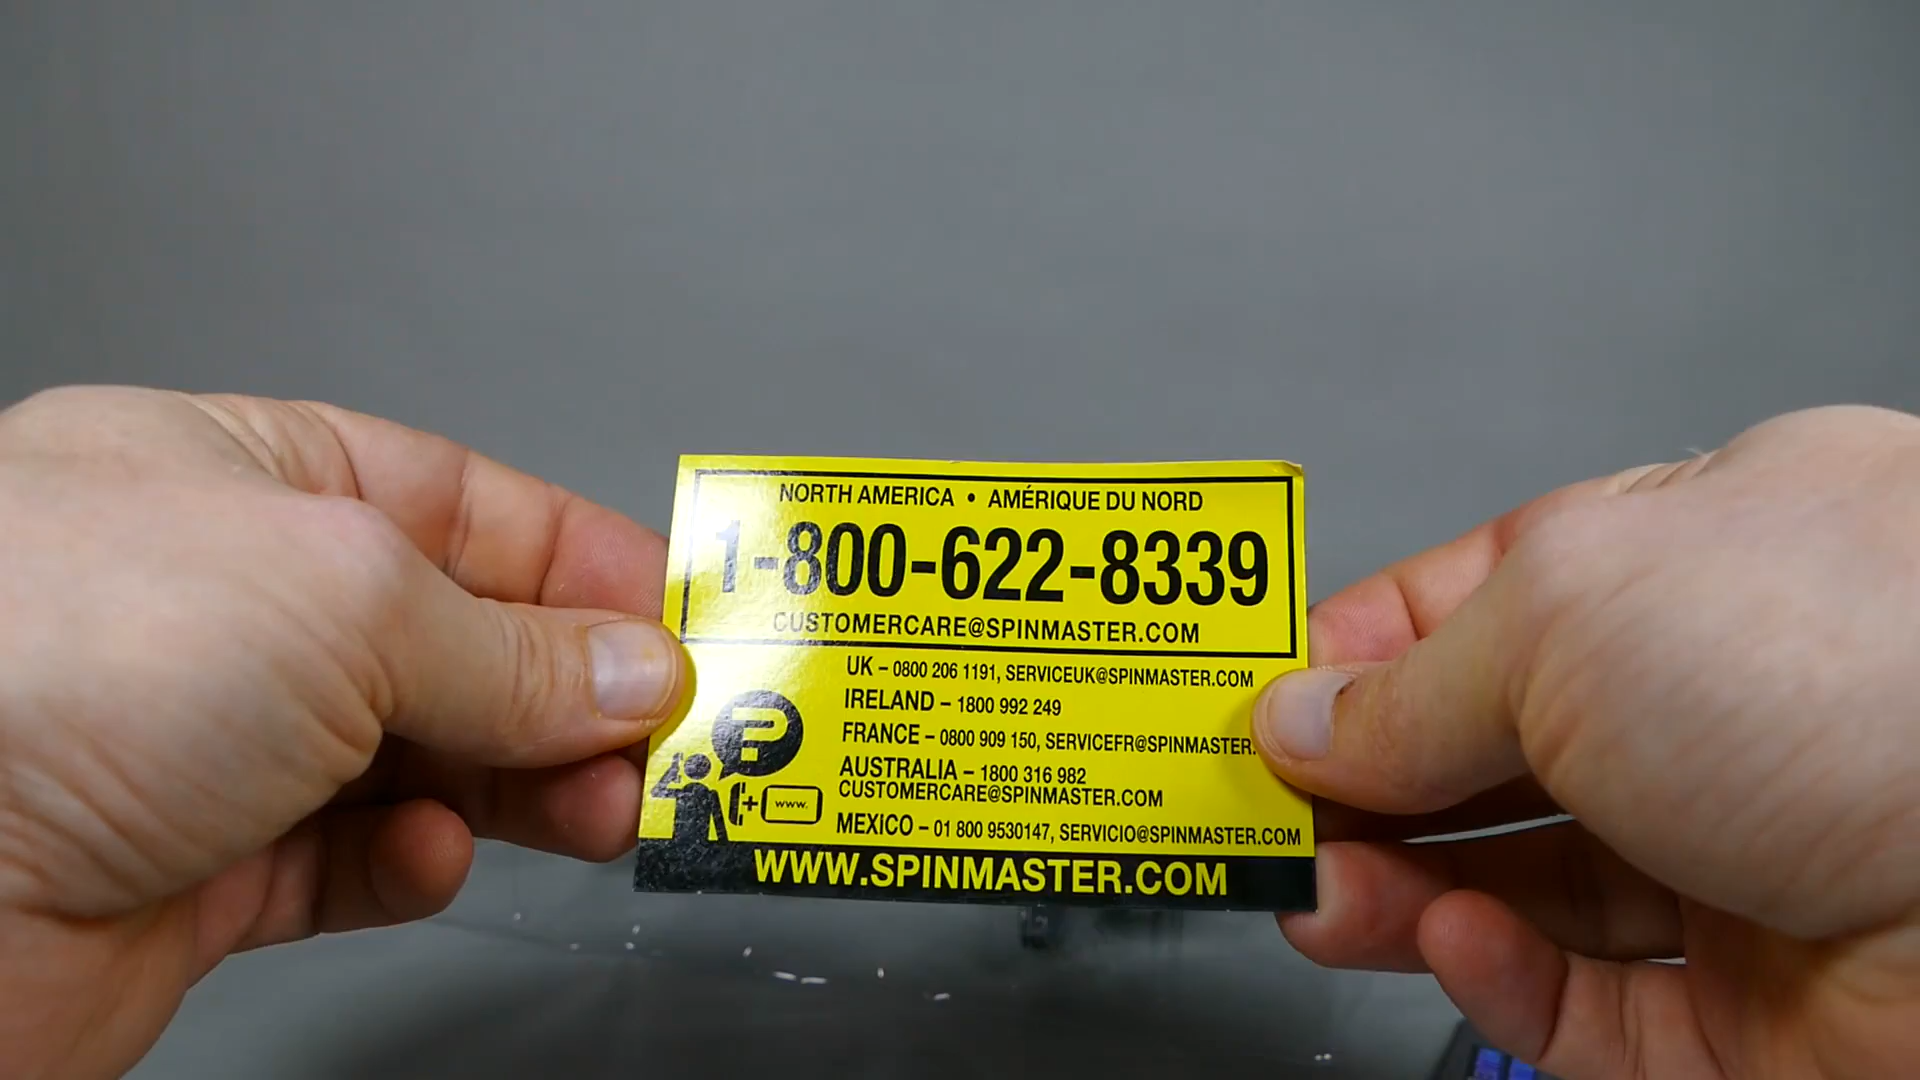 NORTH AMERICA • AMÉRIQUE DU NORD
1-800-622-8339
CUSTOMERCARE@SPINMASTER.COM
UK – 0800 206 1191, SERVICEUK@SPINMASTER.COM
IRELAND – 1800 992 249
FRANCE – 0800 909 150, SERVICEFR@SPINMASTER.
AUSTRALIA – 1800 316 982
CUSTOMERCARE@SPINMASTER.COM
+ www.
MEXICO – 01 800 9530147, SERVICIO@SPINMASTER.COM
WWW.SPINMASTER.COM